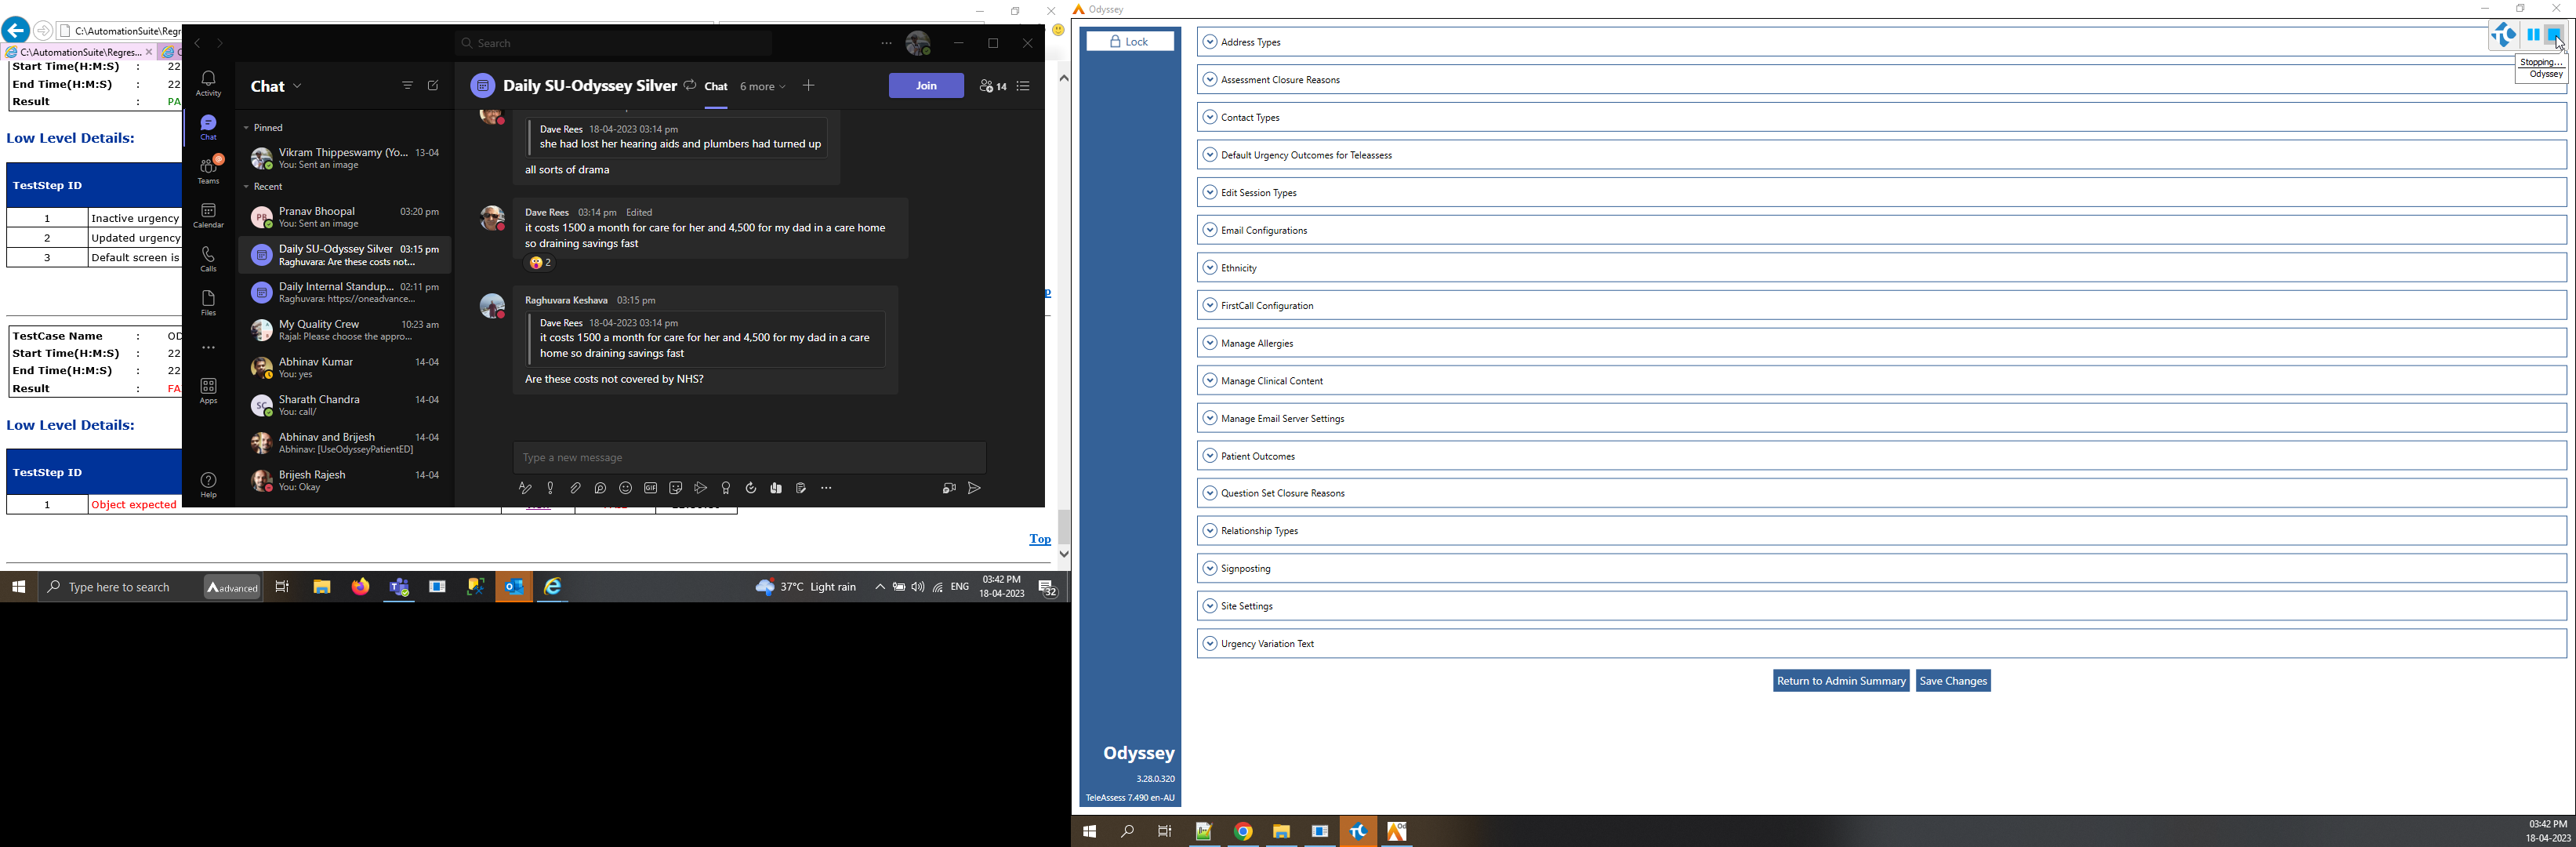 C:\AutomationSuite\Regr
C:\AutomationSuite\Regres...
Start Time(H:M:S) : 22
End Time(H:M:S) : 22
Result : PA
Low Level Details:
TestStep ID
1 Inactive urgency
2 Updated urgency
3 Default screen is
TestCase Name : OD
Start Time(H:M:S) : 22
End Time(H:M:S) : 22
Result : FA
Low Level Details:
TestStep ID
1 Object expected
Top
Search
Activity
Chat
Teams
Calendar
Calls
Files
Apps
Help
Chat
Pinned
Vikram Thippeswamy (Yo... 13-04
You: Sent an image
Recent
PB
Pranav Bhoopal 03:20 pm
You: Sent an image
Daily SU-Odyssey Silver 03:15 pm
Raghuvara: Are these costs not...
Daily Internal Standup... 02:11 pm
Raghuvara: https://oneadvance...
My Quality Crew 10:23 am
Rajal: Please choose the appro...
Abhinav Kumar 14-04
You: yes
SC
Sharath Chandra 14-04
You: call/
Abhinav and Brijesh 14-04
Abhinav: [UseOdysseyPatientED]
Brijesh Rajesh 14-04
You: Okay
Daily SU-Odyssey Silver Chat 6 more
Join 14
Dave Rees 18-04-2023 03:14 pm
she had lost her hearing aids and plumbers had turned up
all sorts of drama
Dave Rees 03:14 pm Edited
it costs 1500 a month for care for her and 4,500 for my dad in a care home
so draining savings fast
2
Raghuvara Keshava 03:15 pm
Dave Rees 18-04-2023 03:14 pm
it costs 1500 a month for care for her and 4,500 for my dad in a care
home so draining savings fast
Are these costs not covered by NHS?
Type a new message
GIF
Type here to search
advanced
37°C Light rain
ENG
03:42 PM
18-04-2023
32
Odyssey
Lock
Stopping...
Odyssey
Address Types
Assessment Closure Reasons
Contact Types
Default Urgency Outcomes for Teleassess
Edit Session Types
Email Configurations
Ethnicity
FirstCall Configuration
Manage Allergies
Manage Clinical Content
Manage Email Server Settings
Patient Outcomes
Question Set Closure Reasons
Relationship Types
Signposting
Site Settings
Urgency Variation Text
Return to Admin Summary
Save Changes
Odyssey
3.28.0.320
TeleAssess 7.490 en-AU
03:42 PM
18-04-2023